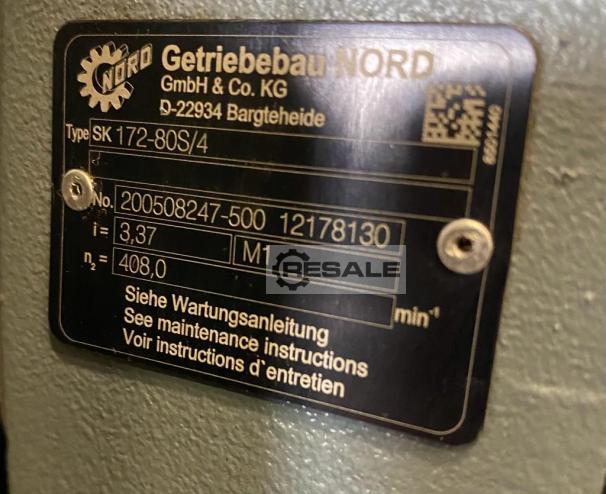 NORD
Getriebebau NORD
GmbH & Co. KG
D-22934 Bargteheide
6601440
Type SK 172-80S/4
No. 200508247-500 12178130
i = 3,37 M1
n₂ = 408,0 min⁻¹
RESALE
Siehe Wartungsanleitung
See maintenance instructions
Voir instructions d`entretien